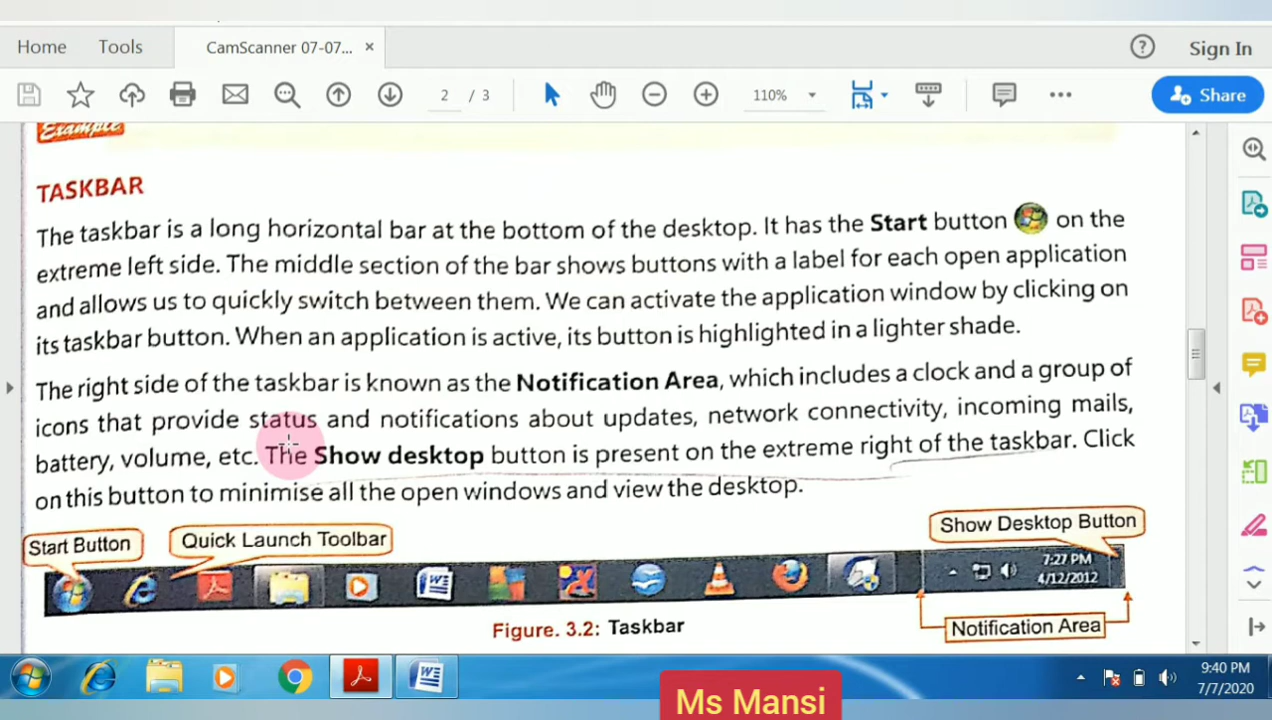 Home Tools CamScanner 07-07... ×
? Sign In
2 / 3 110% Share
Example
TASKBAR
The taskbar is a long horizontal bar at the bottom of the desktop. It has the Start button on the
extreme left side. The middle section of the bar shows buttons with a label for each open application
and allows us to quickly switch between them. We can activate the application window by clicking on
its taskbar button. When an application is active, its button is highlighted in a lighter shade.
The right side of the taskbar is known as the Notification Area, which includes a clock and a group of
icons that provide status and notifications about updates, network connectivity, incoming mails,
battery, volume, etc. The Show desktop button is present on the extreme right of the taskbar. Click
on this button to minimise all the open windows and view the desktop.
Start Button Quick Launch Toolbar Show Desktop Button
7:27 PM
4/12/2012
Figure. 3.2: Taskbar
Notification Area
9:40 PM
7/7/2020
Ms Mansi